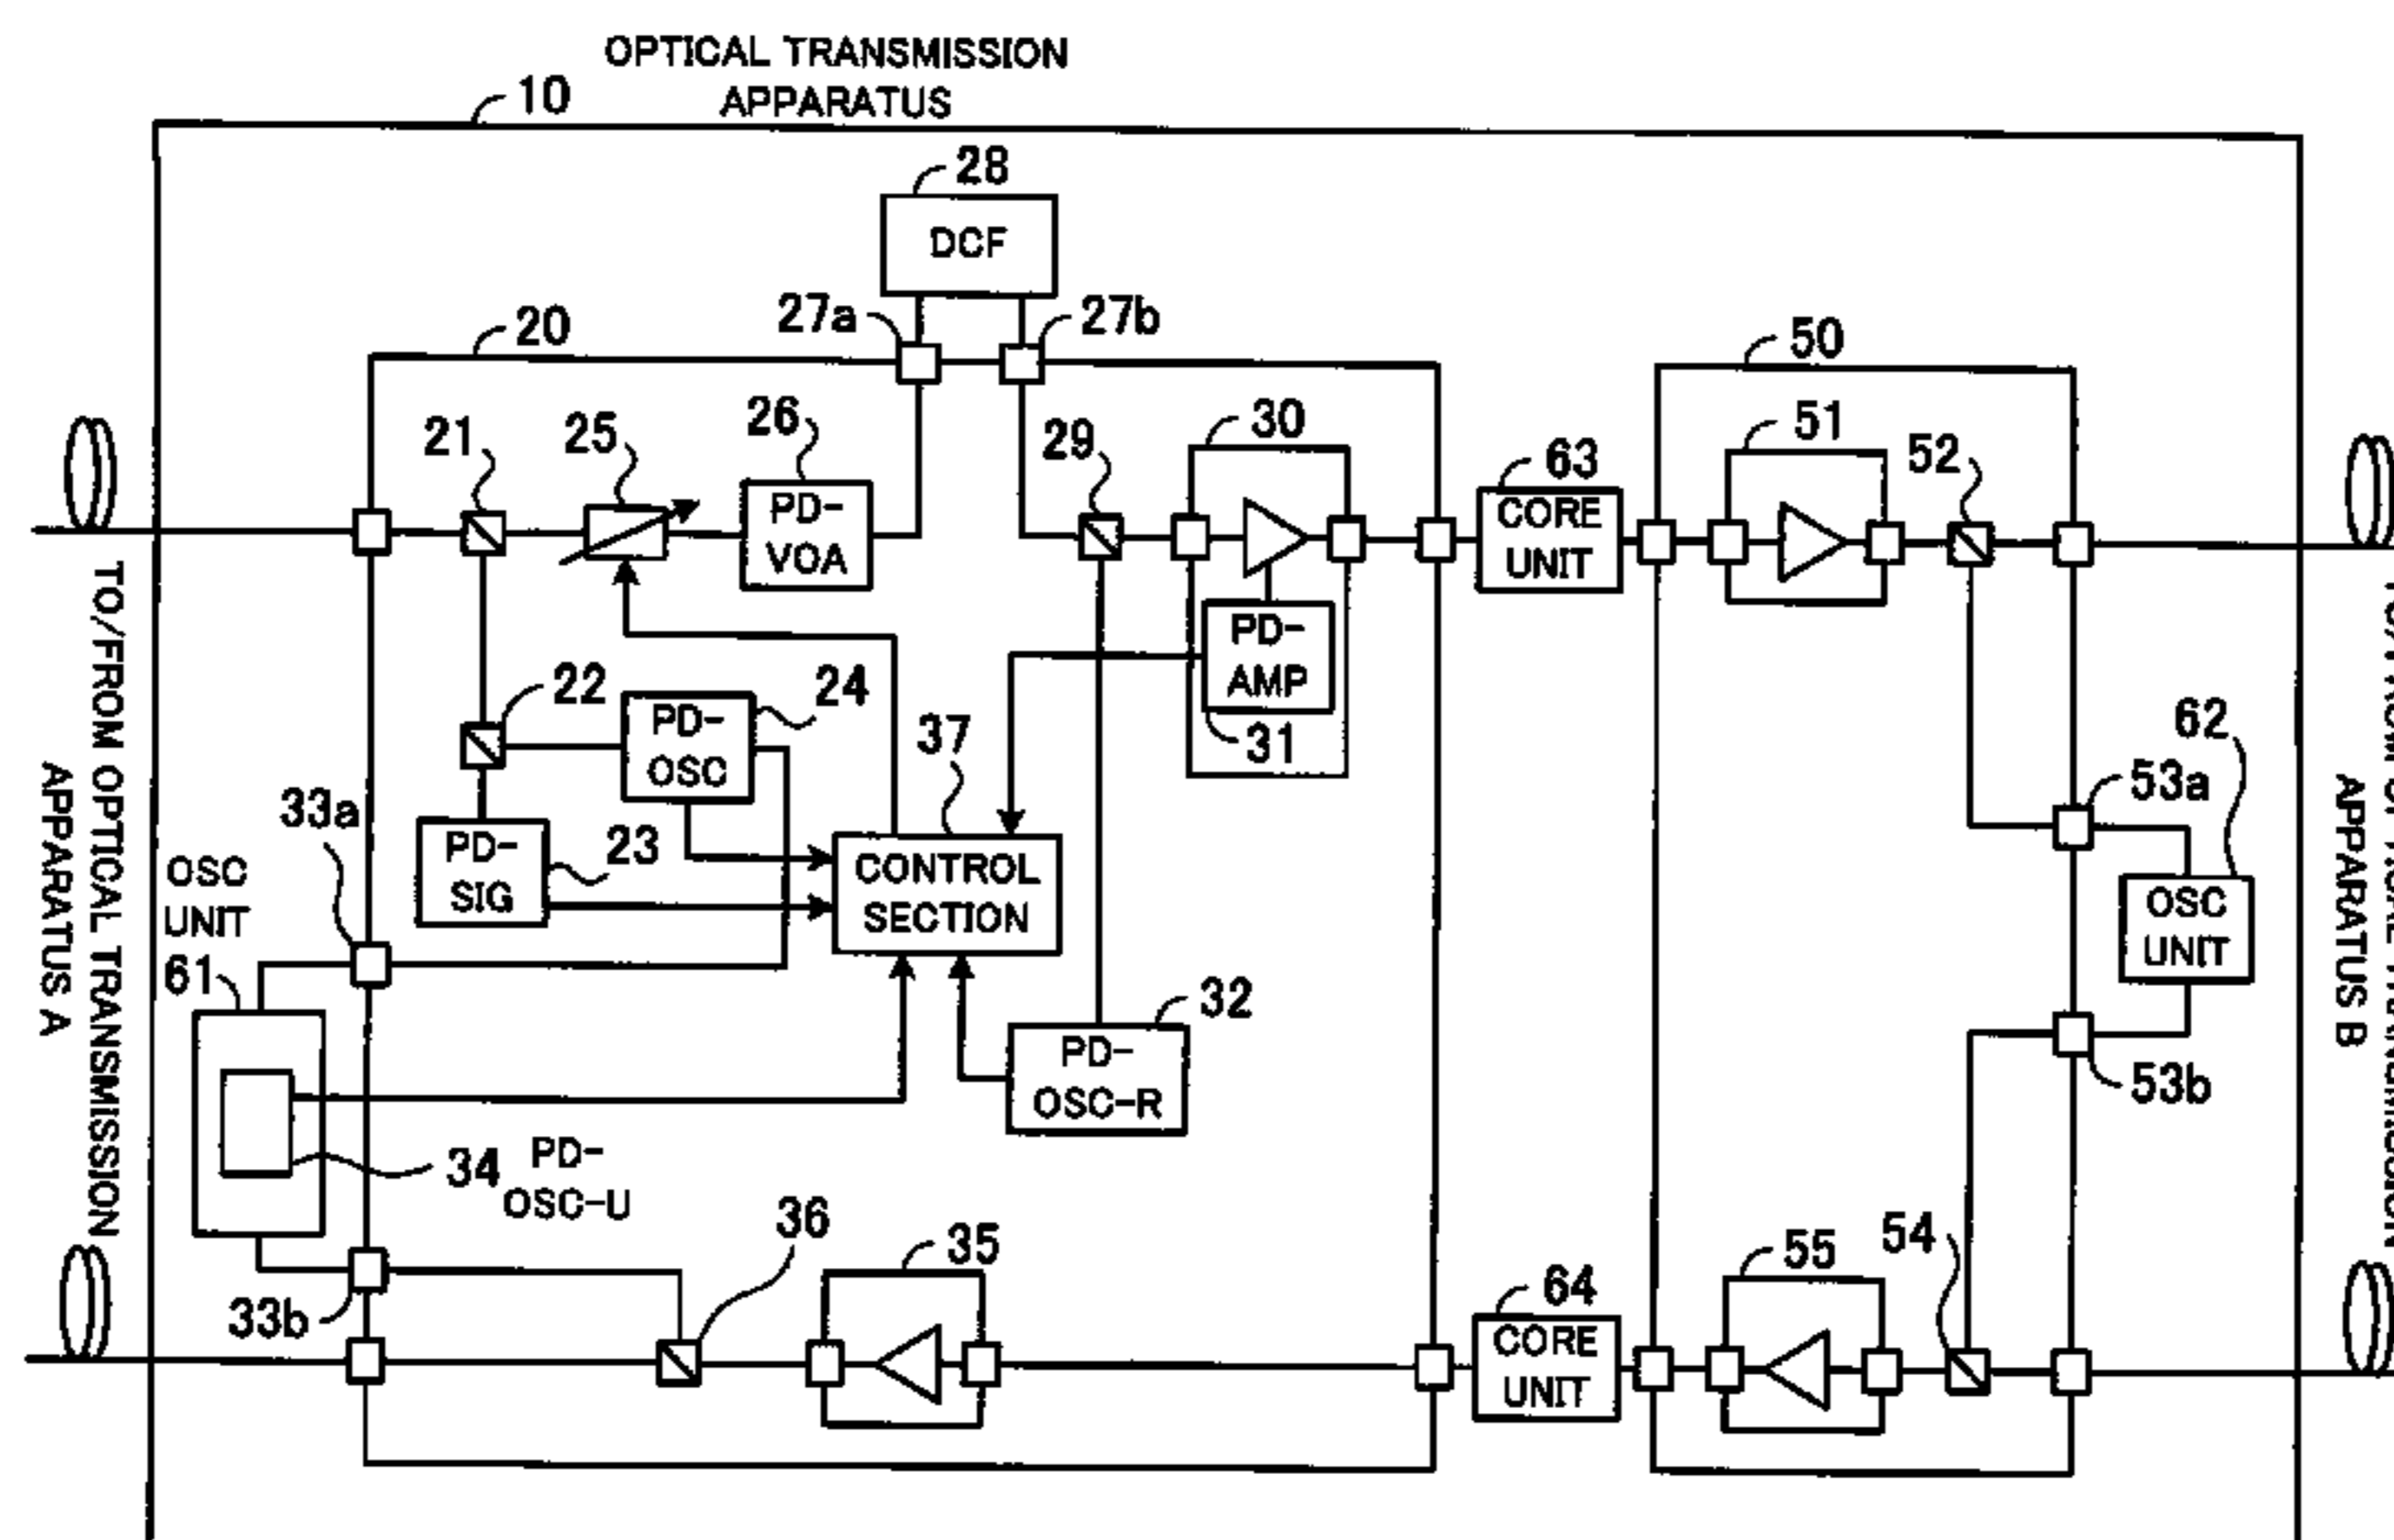 OPTICAL TRANSMISSION
APPARATUS
10
28
DCF
27a
27b
20
50
21
25
26
29
30
51
52
63
PD-
VOA
CORE
UNIT
PD-
AMP
31
22
24
PD-
OSC
37
62
33a
53a
PD-
SIG
23
CONTROL
SECTION
OSC
UNIT
61
OSC
UNIT
32
PD-
OSC-R
53b
34
PD-
OSC-U
36
35
55
54
64
33b
CORE
UNIT
TO/FROM OPTICAL TRANSMISSION
APPARATUS A
APPARATUS B